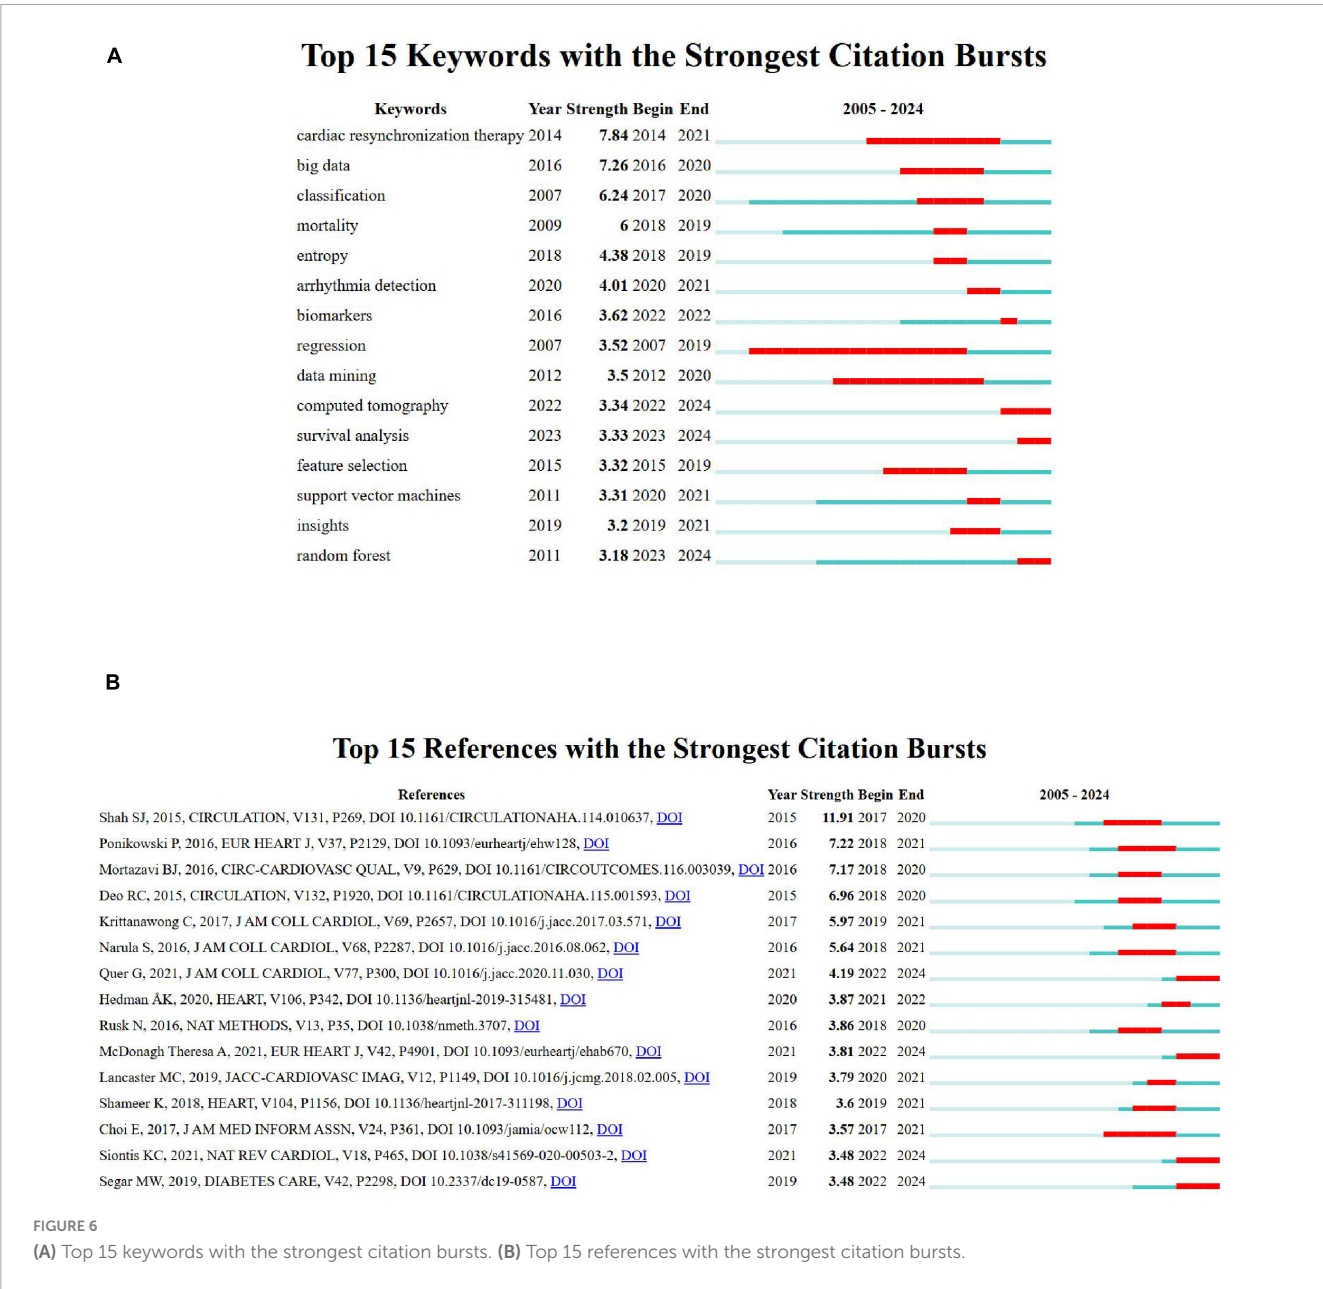 A
Top 15 Keywords with the Strongest Citation Bursts
Keywords Year Strength Begin End 2005 - 2024
cardiac resynchronization therapy 2014 7.84 2014 2021
big data 2016 7.26 2016 2020
classification 2007 6.24 2017 2020
mortality 2009 6 2018 2019
entropy 2018 4.38 2018 2019
arrhythmia detection 2020 4.01 2020 2021
biomarkers 2016 3.62 2022 2022
regression 2007 3.52 2007 2019
data mining 2012 3.5 2012 2020
computed tomography 2022 3.34 2022 2024
survival analysis 2023 3.33 2023 2024
feature selection 2015 3.32 2015 2019
support vector machines 2011 3.31 2020 2021
insights 2019 3.2 2019 2021
random forest 2011 3.18 2023 2024
B
Top 15 References with the Strongest Citation Bursts
References Year Strength Begin End 2005 - 2024
Shah SJ, 2015, CIRCULATION, V131, P269, DOI 10.1161/CIRCULATIONAHA.114.010637, DOI 2015 11.91 2017 2020
Ponikowski P, 2016, EUR HEART J, V37, P2129, DOI 10.1093/eurheartj/ehw128, DOI 2016 7.22 2018 2021
Mortazavi BJ, 2016, CIRC-CARDIOVASC QUAL, V9, P629, DOI 10.1161/CIRCOUTCOMES.116.003039, DOI 2016 7.17 2018 2020
Deo RC, 2015, CIRCULATION, V132, P1920, DOI 10.1161/CIRCULATIONAHA.115.001593, DOI 2015 6.96 2018 2020
Krittanawong C, 2017, J AM COLL CARDIOL, V69, P2657, DOI 10.1016/j.jacc.2017.03.571, DOI 2017 5.97 2019 2021
Narula S, 2016, J AM COLL CARDIOL, V68, P2287, DOI 10.1016/j.jacc.2016.08.062, DOI 2016 5.64 2018 2021
Quer G, 2021, J AM COLL CARDIOL, V77, P300, DOI 10.1016/j.jacc.2020.11.030, DOI 2021 4.19 2022 2024
Hedman ÅK, 2020, HEART, V106, P342, DOI 10.1136/heartjnl-2019-315481, DOI 2020 3.87 2021 2022
Rusk N, 2016, NAT METHODS, V13, P35, DOI 10.1038/nmeth.3707, DOI 2016 3.86 2018 2020
McDonagh Theresa A, 2021, EUR HEART J, V42, P4901, DOI 10.1093/eurheartj/ehab670, DOI 2021 3.81 2022 2024
Lancaster MC, 2019, JACC-CARDIOVASC IMAG, V12, P1149, DOI 10.1016/j.jcmg.2018.02.005, DOI 2019 3.79 2020 2021
Shameer K, 2018, HEART, V104, P1156, DOI 10.1136/heartjnl-2017-311198, DOI 2018 3.6 2019 2021
Choi E, 2017, J AM MED INFORM ASSN, V24, P361, DOI 10.1093/jamia/ocw112, DOI 2017 3.57 2017 2021
Siontis KC, 2021, NAT REV CARDIOL, V18, P465, DOI 10.1038/s41569-020-00503-2, DOI 2021 3.48 2022 2024
Segar MW, 2019, DIABETES CARE, V42, P2298, DOI 10.2337/dc19-0587, DOI 2019 3.48 2022 2024
FIGURE 6
(A) Top 15 keywords with the strongest citation bursts. (B) Top 15 references with the strongest citation bursts.